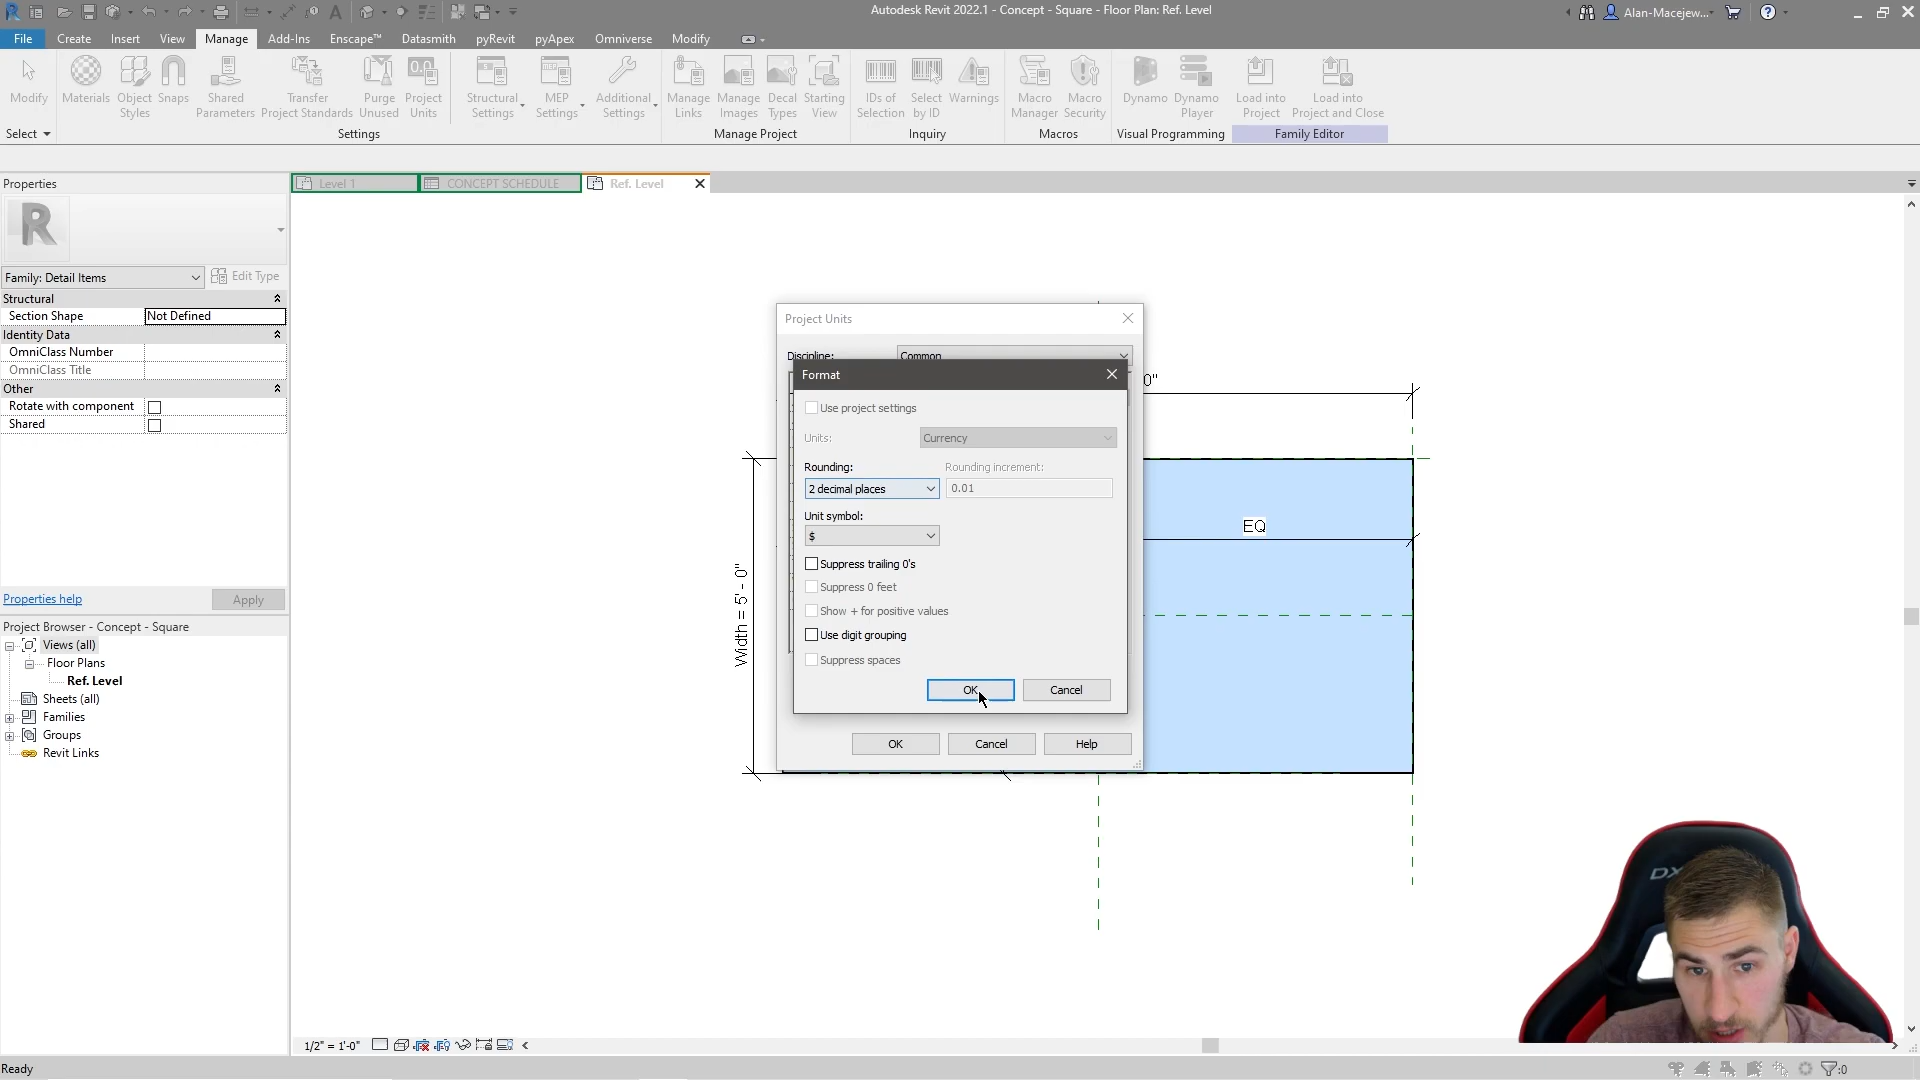 Autodesk Revit 2022.1 - Concept - Square - Floor Plan: Ref. Level
Alan-Macejew...
File Create Insert View Manage Add-Ins Enscape™ Datasmith pyRevit pyApex Omniverse Modify
Modify
Materials
Object Styles
Snaps
Shared Parameters
Transfer Project Standards
Purge Unused
Project Units
Structural Settings
MEP Settings
Additional Settings
Manage Links
Manage Images
Decal Types
Starting View
IDs of Selection
Select by ID
Warnings
Macro Manager
Macro Security
Dynamo
Dynamo Player
Load into Project
Load into Project and Close
Select Settings Manage Project Inquiry Macros Visual Programming Family Editor
Properties
Level 1 CONCEPT SCHEDULE Ref. Level
R
Family: Detail Items Edit Type
Structural
Section Shape Not Defined
Identity Data
OmniClass Number
OmniClass Title
Other
Rotate with component
Shared
Properties help Apply
Project Browser - Concept - Square
Views (all)
Floor Plans
Ref. Level
Sheets (all)
Families
Groups
Revit Links
Project Units
Discipline: Common
Format
Use project settings
Units: Currency
Rounding: Rounding increment:
2 decimal places 0.01
Unit symbol:
$
Suppress trailing 0's
Suppress 0 feet
Show + for positive values
Use digit grouping
Suppress spaces
OK Cancel
OK Cancel Help
0"
EQ
Width = 5' - 0"
1/2" = 1'-0"
Ready
:0